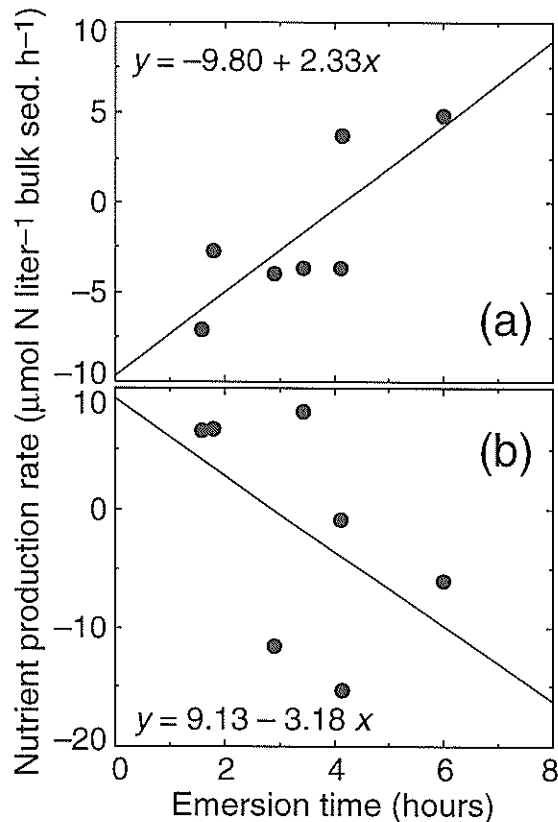 Nutrient production rate (μmol N liter⁻¹ bulk sed. h⁻¹)
10
5
0
−5
−10
y = −9.80 + 2.33x
(a)
10
0
−10
−20
(b)
y = 9.13 − 3.18 x
0 2 4 6 8
Emersion time (hours)